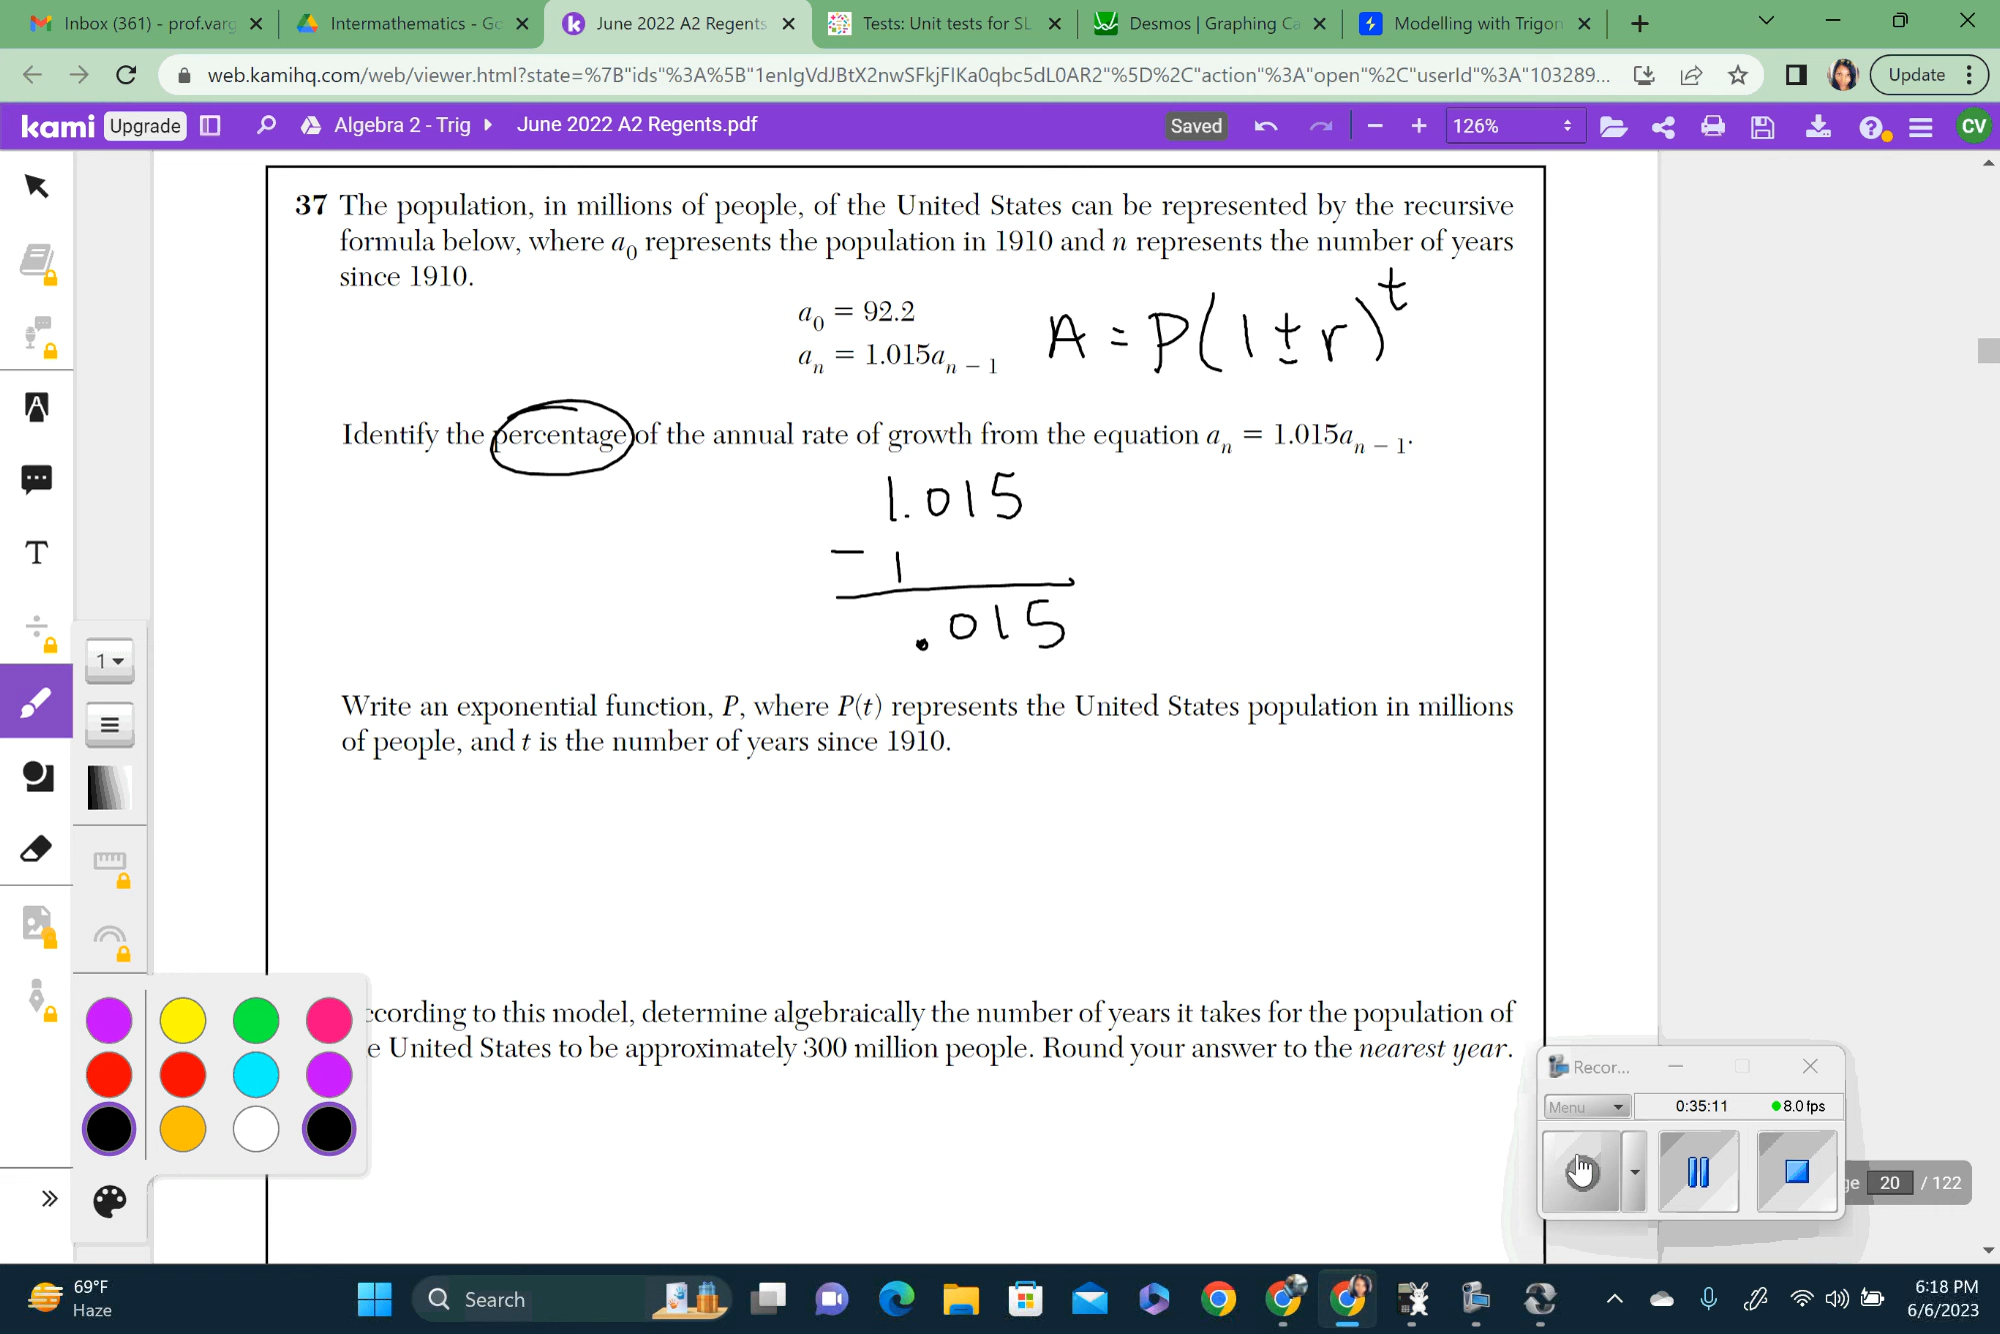 Inbox (361) - prof.varg
Intermathematics - Go
June 2022 A2 Regents
Tests: Unit tests for SL
Desmos | Graphing Ca
Modelling with Trigon
web.kamihq.com/web/viewer.html?state=%7B"ids"%3A%5B"1enlgVdJBtX2nwSFkjFIKa0qbc5dL0AR2"%5D%2C"action"%3A"open"%2C"userId"%3A"103289...
Update
kami Upgrade
Algebra 2 - Trig
June 2022 A2 Regents.pdf
Saved
126%
CV
37 The population, in millions of people, of the United States can be represented by the recursive
formula below, where a₀ represents the population in 1910 and n represents the number of years
since 1910.
a₀ = 92.2
aₙ = 1.015aₙ₋₁
A = P(1 ± r)^t
Identify the percentage of the annual rate of growth from the equation aₙ = 1.015aₙ₋₁.
1.015
- 1
.015
Write an exponential function, P, where P(t) represents the United States population in millions
of people, and t is the number of years since 1910.
ccording to this model, determine algebraically the number of years it takes for the population of
e United States to be approximately 300 million people. Round your answer to the nearest year.
T
1
Recor...
Menu
0:35:11
8.0 fps
ge 20 / 122
69°F
Haze
Search
6:18 PM
6/6/2023